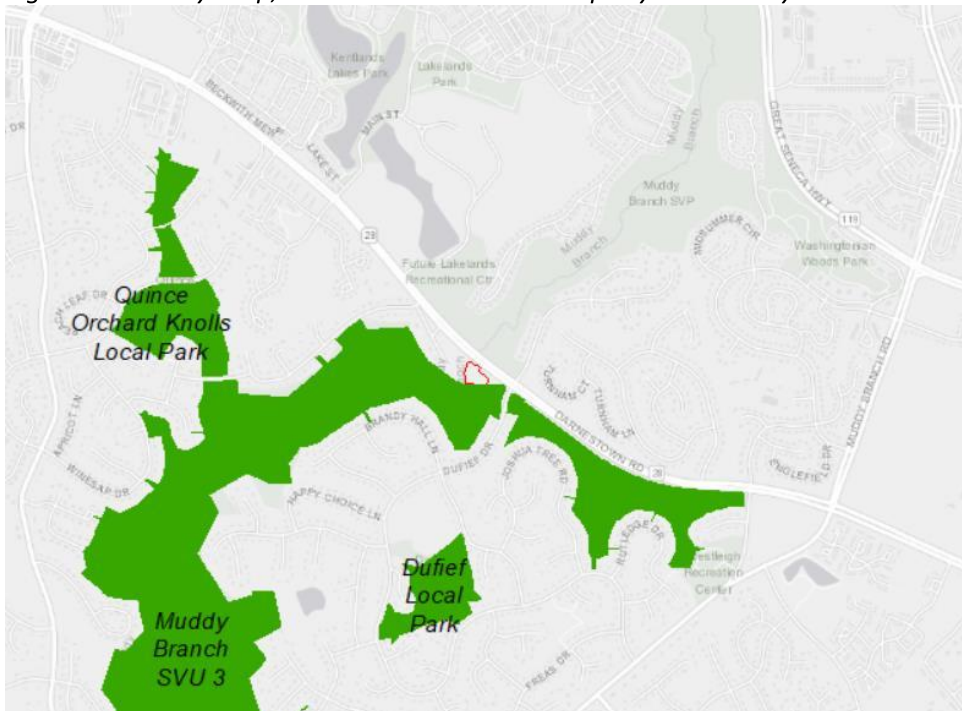 Kentlands
Lakes Park
Lakelands
Park
MAIN ST
LAKE ST
GREAT SENECA HWY
119
DR
28
Muddy
Branch
Muddy
Branch SVP
Muddy
Branch
MIDSUMMER CIR
Washingtonian
Woods Park
Future Lakelands
Recreational Ctr
Quince
Orchard Knolls
Local Park
APRICOT LN
WINESAP DR
BRANDY HALL LN
HAPPY CHOICE LN
DUFIEF DR
JOSHUA TREE RD
TURNHAM CT
TURNHAM LN
DARNESTOWN RD
28
MUDDY BRANCH RD
RUTLEDGE DR
Recreation
Center
Dufief
Local
Park
Muddy
Branch
SVU 3
FREAS DR